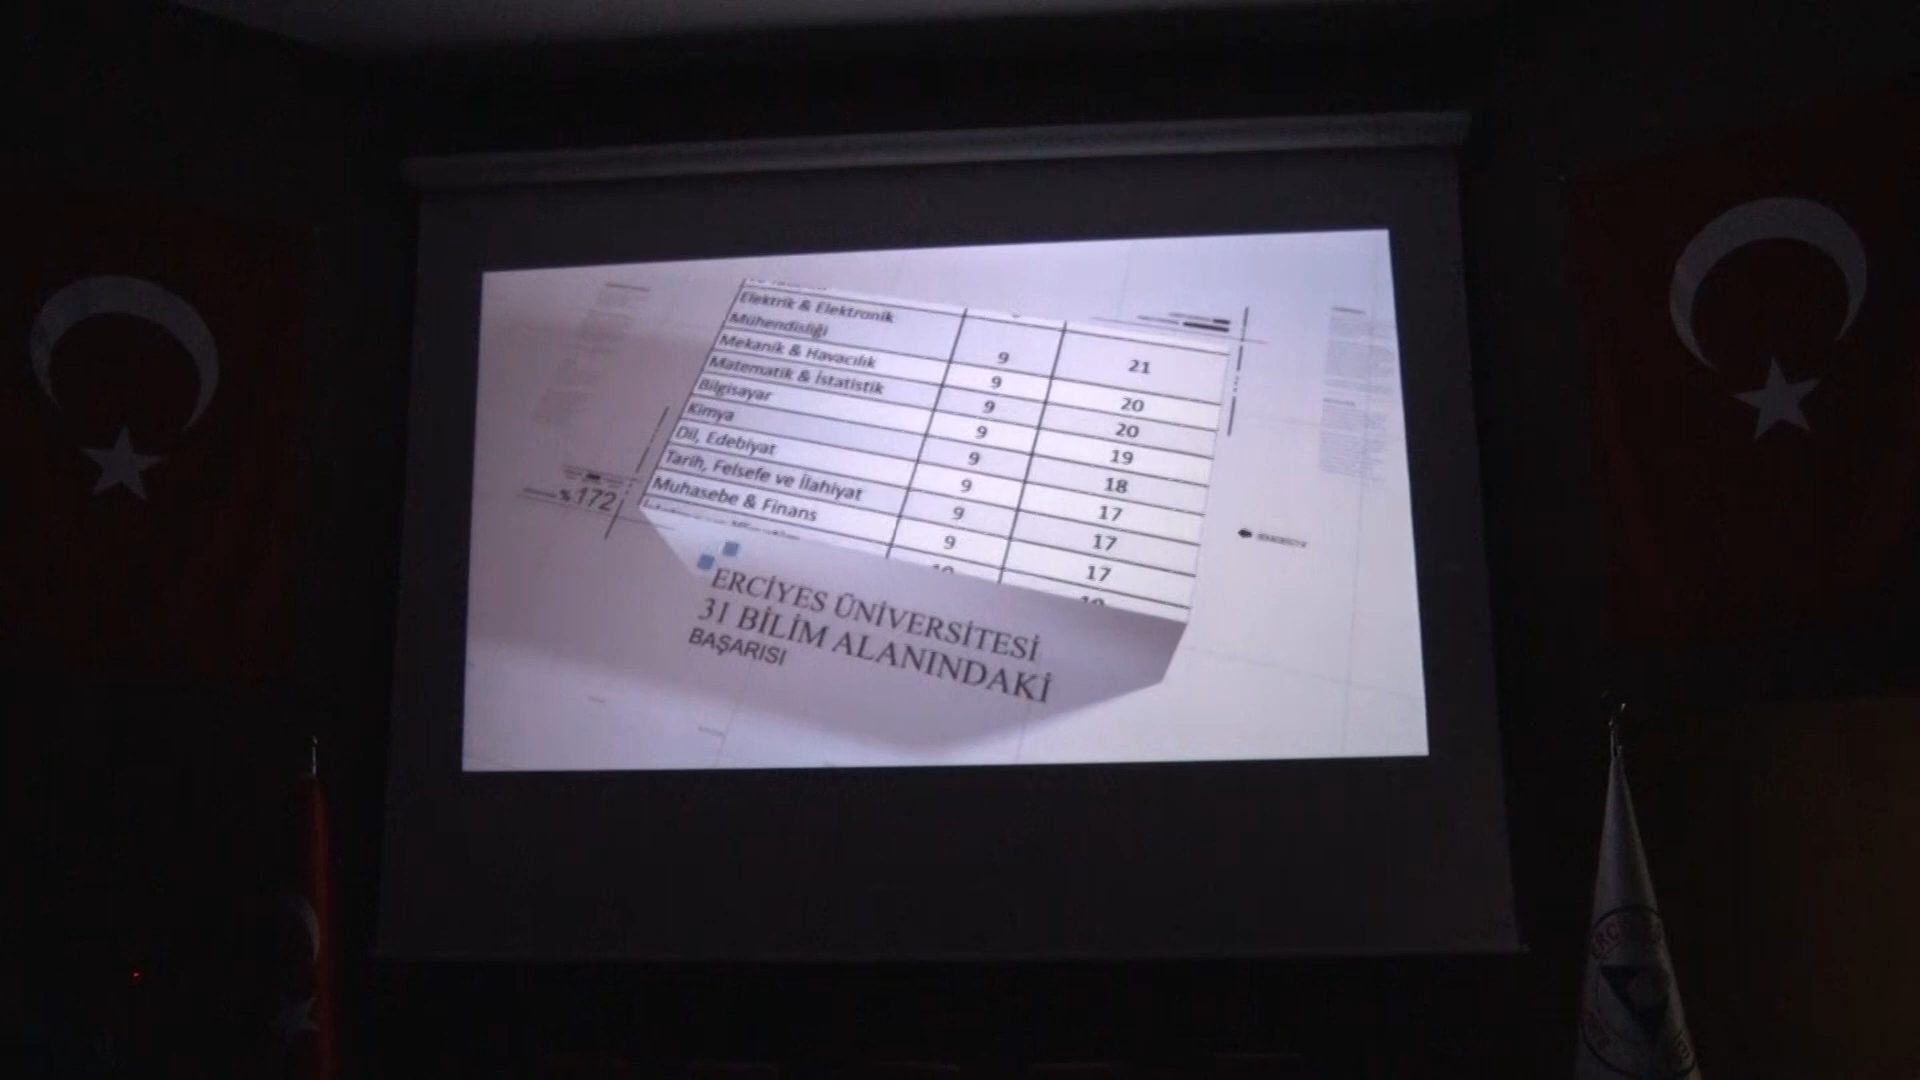 Elektrik & Elektronik
Mühendisliği 9 21
Mekanik & Havacılık 9 20
Matematik & İstatistik 9 20
Bilgisayar 9 19
Kimya 9 18
Dil, Edebiyat 9 17
Tarih, Felsefe ve İlahiyat 9 17
Muhasebe & Finans 9 17
%172
ERCİYES ÜNİVERSİTESİ
31 BİLİM ALANINDAKİ
BAŞARISI